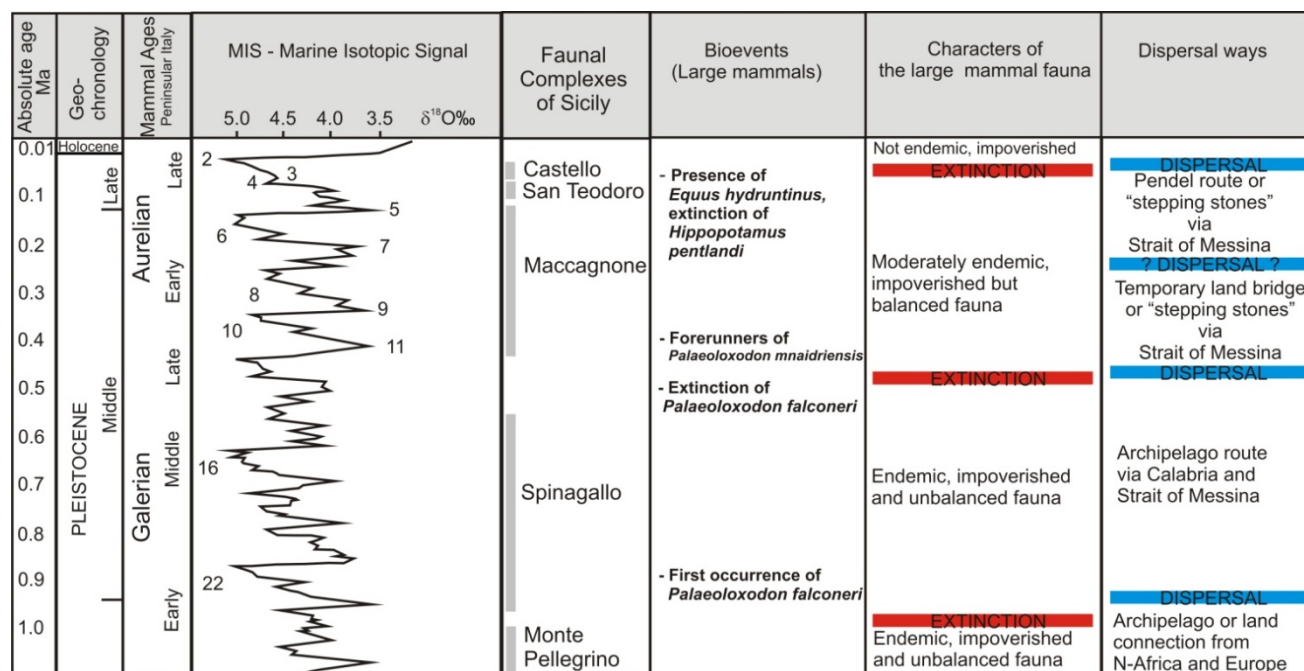 Absolute age
Ma
Geo-
chronology
Mammal Ages
Peninsular Italy
MIS - Marine Isotopic Signal
5.0 4.5 4.0 3.5 δ¹⁸O‰
Faunal
Complexes
of Sicily
Bioevents
(Large mammals)
Characters of
the large mammal fauna
Dispersal ways
0.01
0.1
0.2
0.3
0.4
0.5
0.6
0.7
0.8
0.9
1.0
Holocene
Late
Middle
PLEISTOCENE
Aurelian
Galerian
Late
Early
Late
Middle
Early
2
3
4
5
6
7
8
9
10
11
16
22
Castello
San Teodoro
Maccagnone
Spinagallo
Monte
Pellegrino
- Presence of
Equus hydruntinus,
extinction of
Hippopotamus
pentlandi
- Forerunners of
Palaeoloxodon mnaidriensis
- Extinction of
Palaeoloxodon falconeri
- First occurrence of
Palaeoloxodon falconeri
Not endemic, impoverished
EXTINCTION
Moderately endemic,
impoverished but
balanced fauna
EXTINCTION
Endemic, impoverished
and unbalanced fauna
EXTINCTION
Endemic, impoverished
and unbalanced fauna
DISPERSAL
Pendel route or
“stepping stones”
via
Strait of Messina
? DISPERSAL ?
Temporary land bridge
or “stepping stones”
via
Strait of Messina
DISPERSAL
Archipelago route
via Calabria and
Strait of Messina
DISPERSAL
Archipelago or land
connection from
N-Africa and Europe